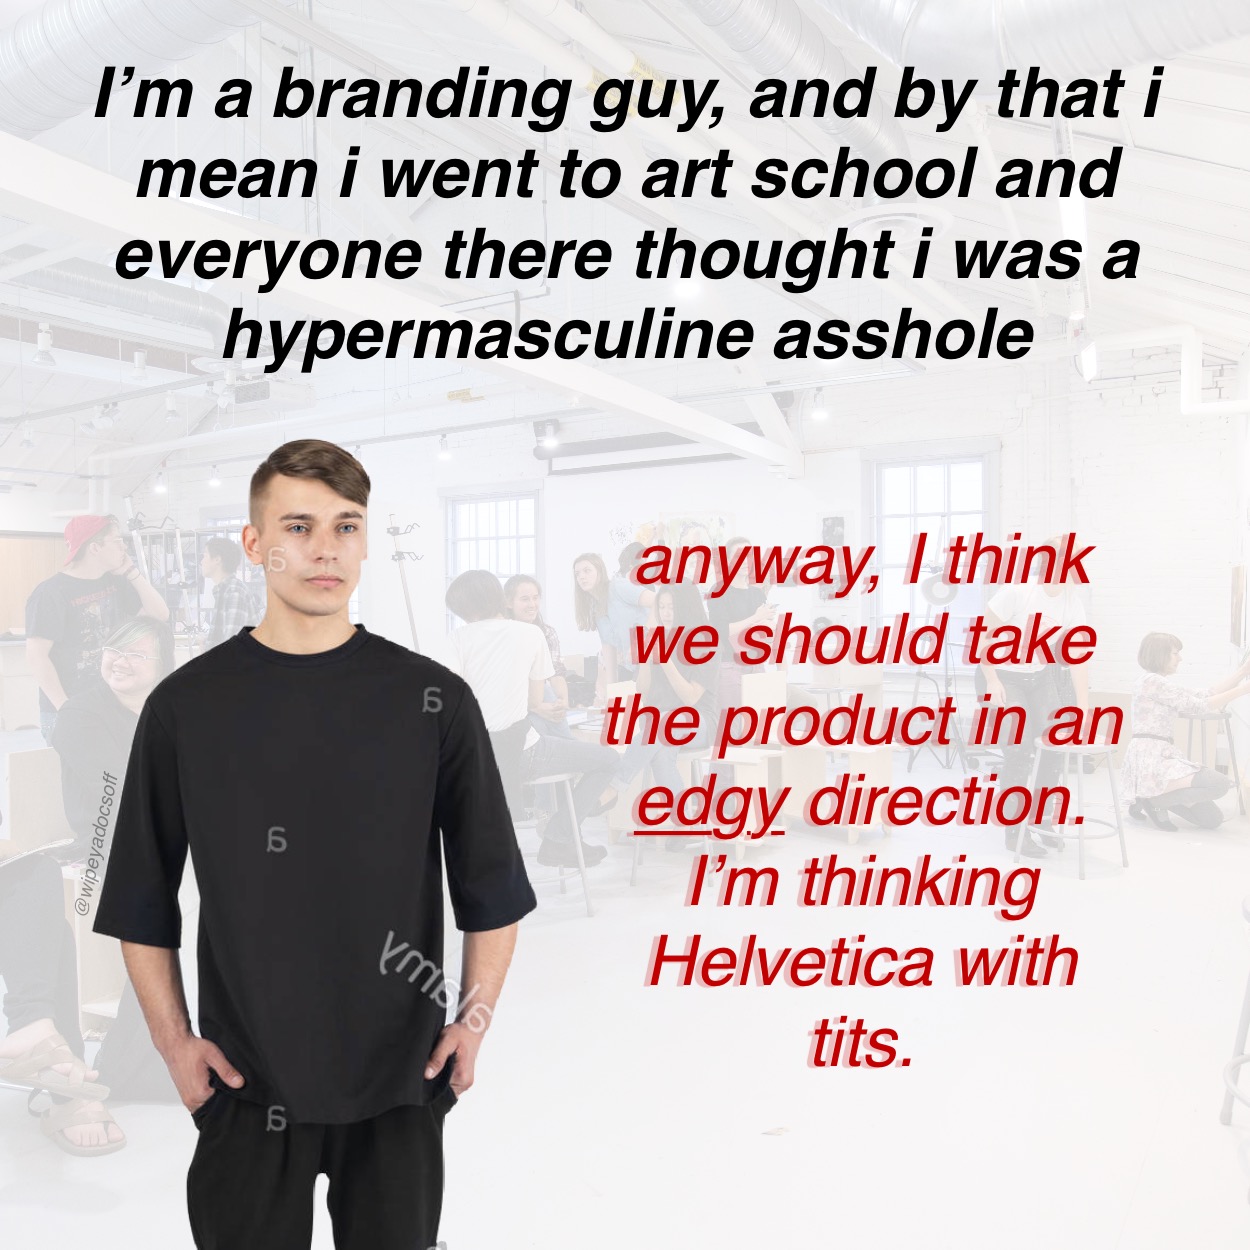 I’m a branding guy, and by that i
mean i went to art school and
everyone there thought i was a
hypermasculine asshole
anyway, I think
we should take
the product in an
edgy direction.
I’m thinking
Helvetica with
tits.
@wipeyadocsoff
a
a
a
alamy
a